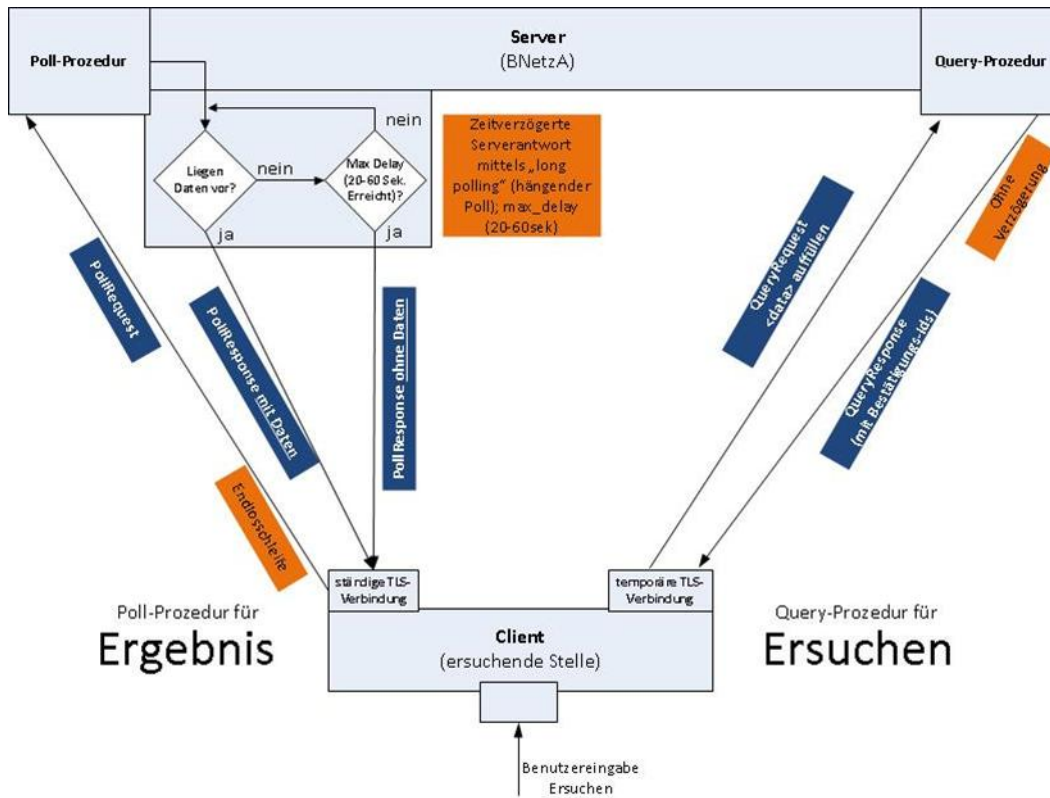 Server
(BNetzA)
Poll-Prozedur
Query-Prozedur
nein
Liegen
Daten vor?
nein
Max Delay
(20-60 Sek.
Erreicht)?
ja
ja
Zeitverzögerte
Serverantwort
mittels „long
polling“ (hängender
Poll); max_delay
(20-60sek)
Ohne
Verzögerung
PollRequest
PollResponse mit Daten
PollResponse ohne Daten
QueryRequest
<data> auffüllen
QueryResponse
(mit Bestätigungs-Ids)
Endlosschleife
ständige TLS-
Verbindung
temporäre TLS-
Verbindung
Poll-Prozedur für
Ergebnis
Client
(ersuchende Stelle)
Query-Prozedur für
Ersuchen
Benutzereingabe
Ersuchen